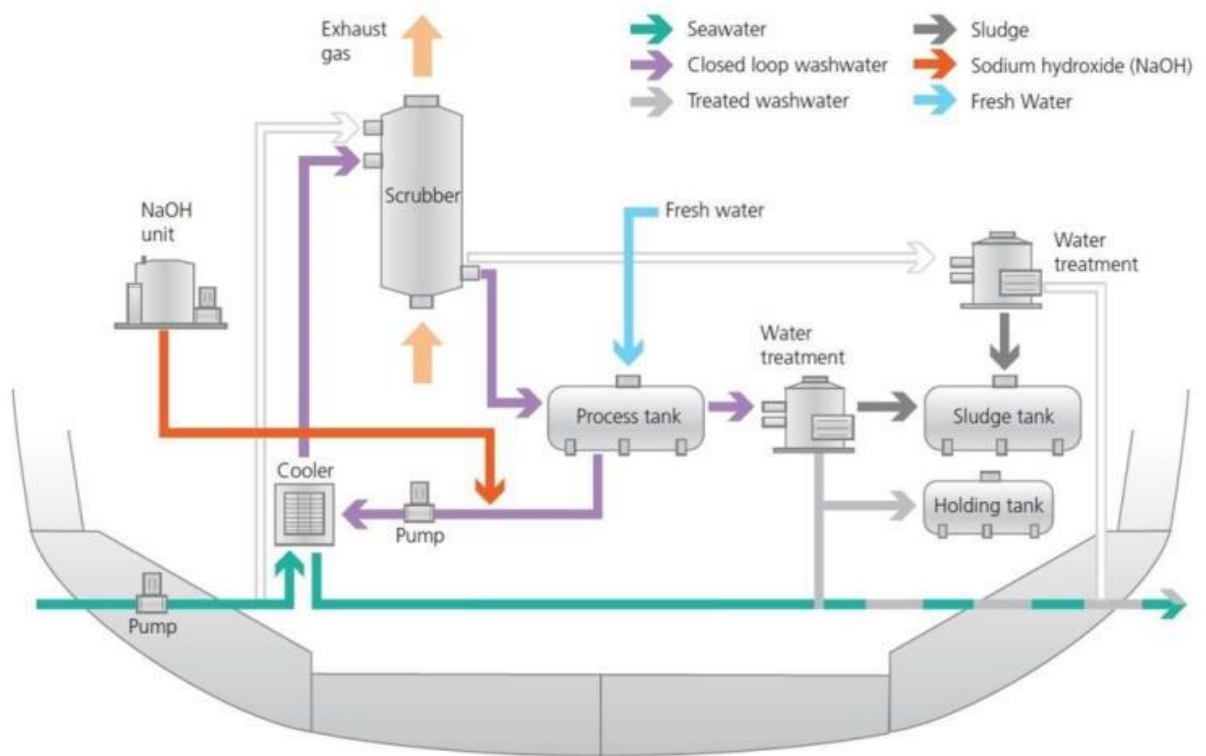 Exhaust
gas
Seawater
Closed loop washwater
Treated washwater
Sludge
Sodium hydroxide (NaOH)
Fresh Water
Scrubber
NaOH
unit
Fresh water
Water
treatment
Water
treatment
Process tank
Sludge tank
Cooler
Holding tank
Pump
Pump